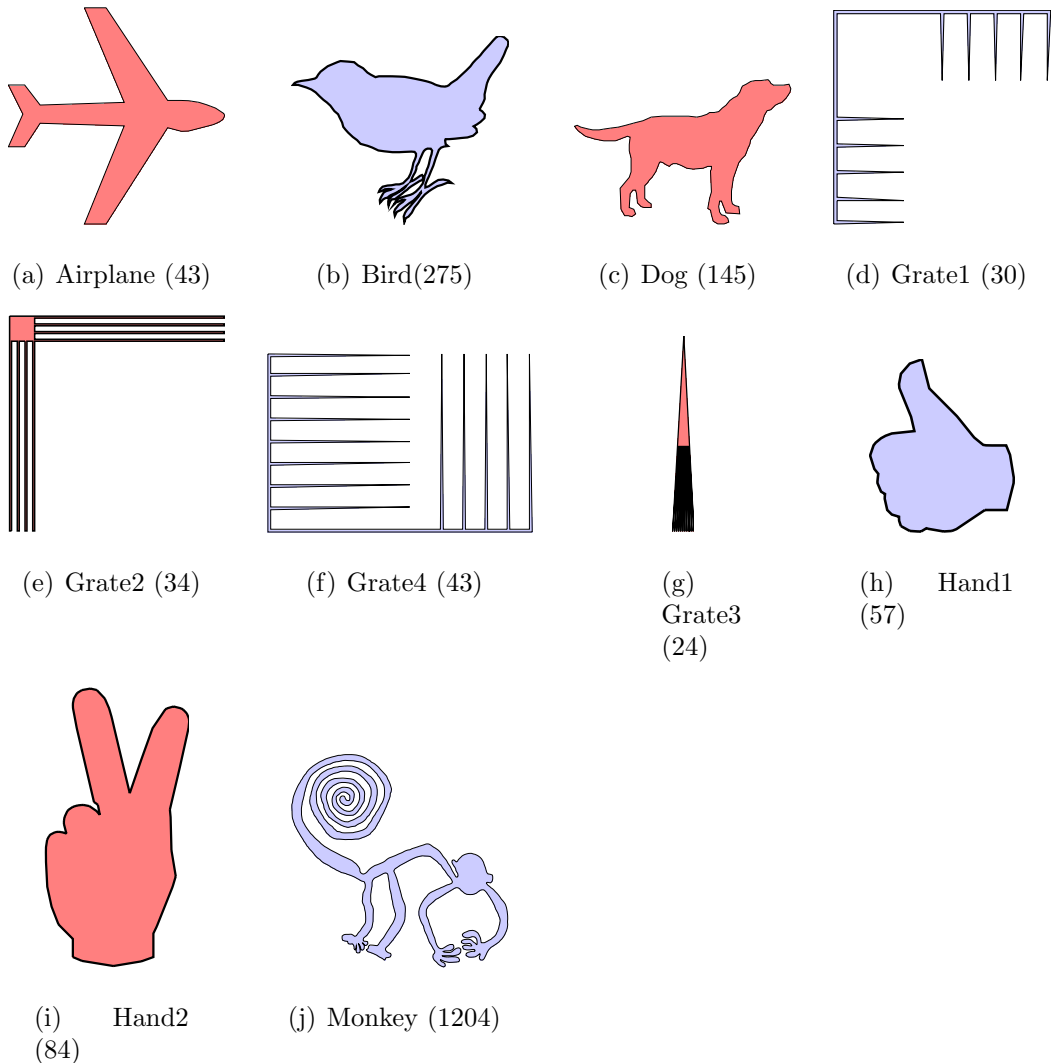 (a) Airplane (43)
(b) Bird(275)
(c) Dog (145)
(d) Grate1 (30)
(e) Grate2 (34)
(f) Grate4 (43)
(g)
Grate3
(24)
(h) Hand1
(57)
(i) Hand2
(84)
(j) Monkey (1204)